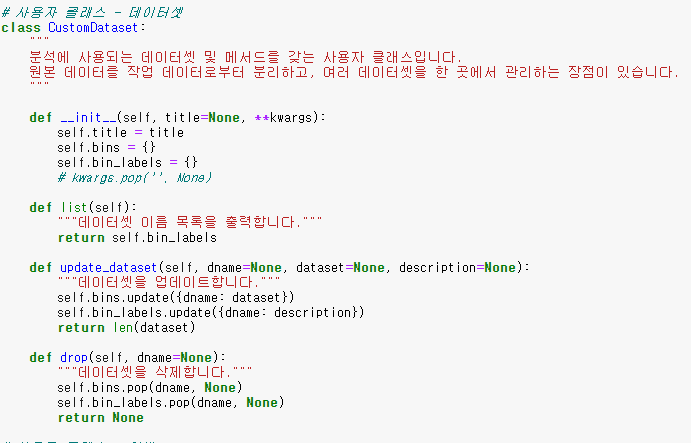 # 사용자 클래스 - 데이터셋
class CustomDataset:
    """
    분석에 사용되는 데이터셋 및 메서드를 갖는 사용자 클래스입니다.
    원본 데이터를 작업 데이터로부터 분리하고, 여러 데이터셋을 한 곳에서 관리하는 장점이 있습니다.
    """
    def __init__(self, title=None, **kwargs):
        self.title = title
        self.bins = {}
        self.bin_labels = {}
        # kwargs.pop('', None)
    def list(self):
        """데이터셋 이름 목록을 출력합니다."""
        return self.bin_labels
    def update_dataset(self, dname=None, dataset=None, description=None):
        """데이터셋을 업데이트합니다."""
        self.bins.update({dname: dataset})
        self.bin_labels.update({dname: description})
        return len(dataset)
    def drop(self, dname=None):
        """데이터셋을 삭제합니다."""
        self.bins.pop(dname, None)
        self.bin_labels.pop(dname, None)
        return None